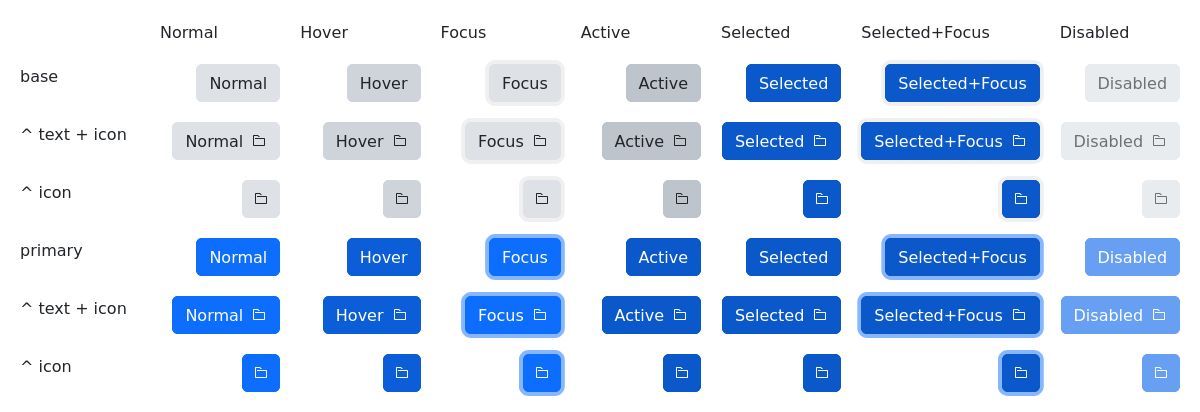 Normal Hover Focus Active Selected Selected+Focus Disabled
base Normal Hover Focus Active Selected Selected+Focus Disabled
^ text + icon Normal Hover Focus Active Selected Selected+Focus Disabled
^ icon
primary Normal Hover Focus Active Selected Selected+Focus Disabled
^ text + icon Normal Hover Focus Active Selected Selected+Focus Disabled
^ icon